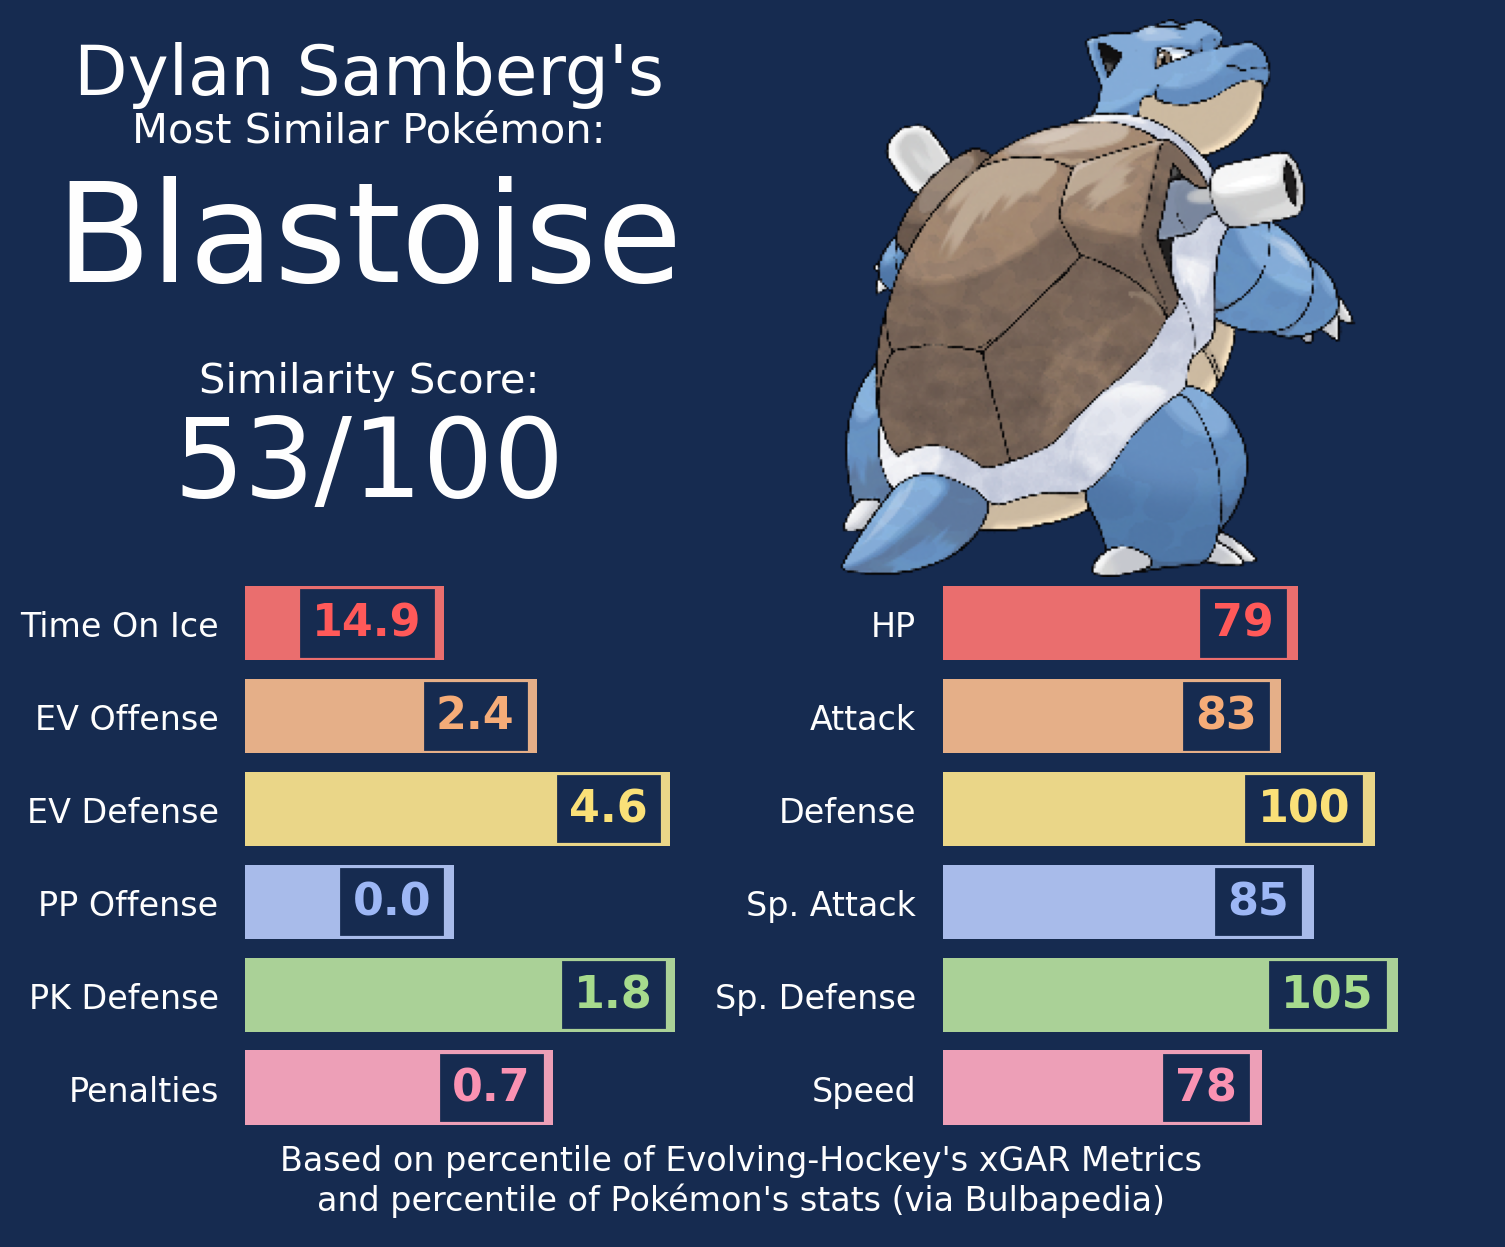 Dylan Samberg's
Most Similar Pokémon:
Blastoise
Similarity Score:
53/100
Time On Ice 14.9
EV Offense 2.4
EV Defense 4.6
PP Offense 0.0
PK Defense 1.8
Penalties 0.7
HP 79
Attack 83
Defense 100
Sp. Attack 85
Sp. Defense 105
Speed 78
Based on percentile of Evolving-Hockey's xGAR Metrics
and percentile of Pokémon's stats (via Bulbapedia)